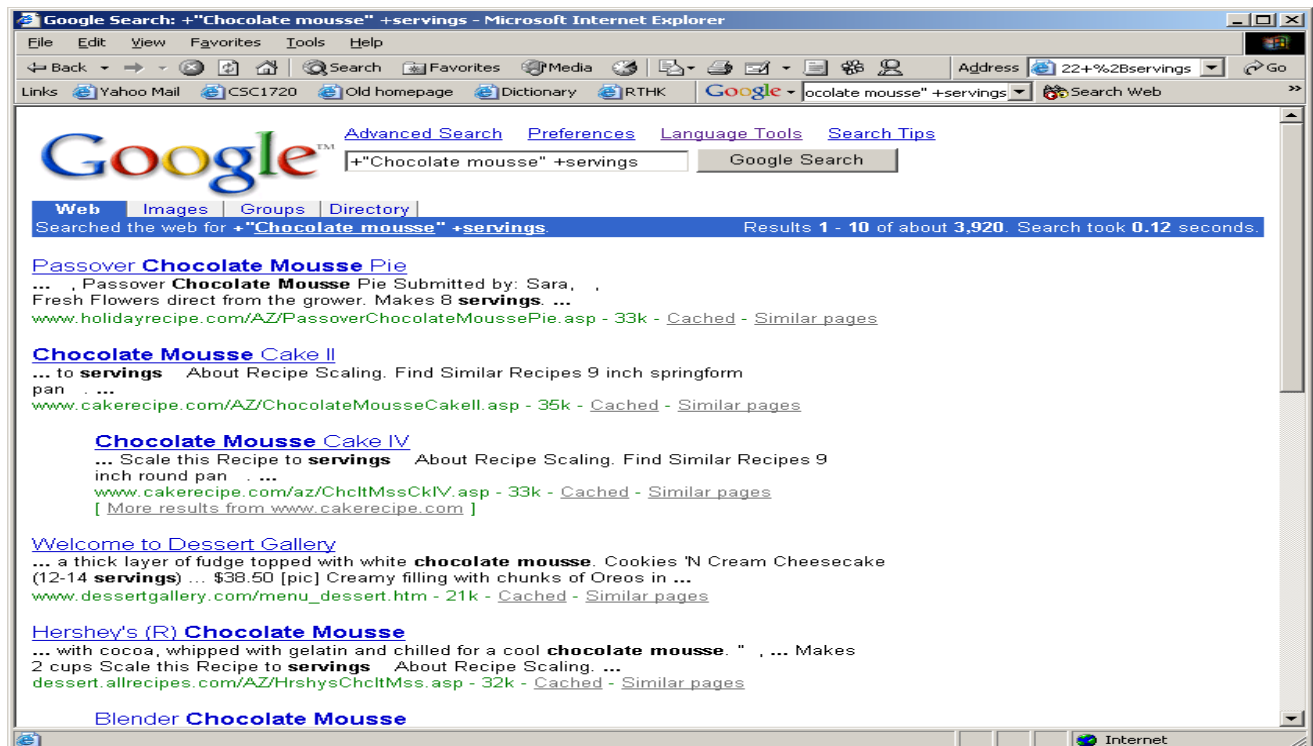 Google Search: +"Chocolate mousse" +servings - Microsoft Internet Explorer
File Edit View Favorites Tools Help
Back Search Favorites Media Address 22+%2Bservings Go
Links Yahoo Mail CSC1720 Old homepage Dictionary RTHK Google ocolate mousse" +servings Search Web »
Advanced Search Preferences Language Tools Search Tips
Google™ +"Chocolate mousse" +servings Google Search
Web Images Groups Directory
Searched the web for +"Chocolate mousse" +servings. Results 1 - 10 of about 3,920. Search took 0.12 seconds.
Passover Chocolate Mousse Pie
... , Passover Chocolate Mousse Pie Submitted by: Sara, ,
Fresh Flowers direct from the grower. Makes 8 servings. ...
www.holidayrecipe.com/AZ/PassoverChocolateMoussePie.asp - 33k - Cached - Similar pages
Chocolate Mousse Cake II
... to servings About Recipe Scaling. Find Similar Recipes 9 inch springform
pan . ...
www.cakerecipe.com/AZ/ChocolateMousseCakeII.asp - 35k - Cached - Similar pages
Chocolate Mousse Cake IV
... Scale this Recipe to servings About Recipe Scaling. Find Similar Recipes 9
inch round pan . ...
www.cakerecipe.com/az/ChcltMssCkIV.asp - 33k - Cached - Similar pages
[ More results from www.cakerecipe.com ]
Welcome to Dessert Gallery
... a thick layer of fudge topped with white chocolate mousse. Cookies 'N Cream Cheesecake
(12-14 servings) ... $38.50 [pic] Creamy filling with chunks of Oreos in ...
www.dessertgallery.com/menu_dessert.htm - 21k - Cached - Similar pages
Hershey's (R) Chocolate Mousse
... with cocoa, whipped with gelatin and chilled for a cool chocolate mousse. " , ... Makes
2 cups Scale this Recipe to servings About Recipe Scaling. ...
dessert.allrecipes.com/AZ/HrshysChcltMss.asp - 32k - Cached - Similar pages
Blender Chocolate Mousse
Internet